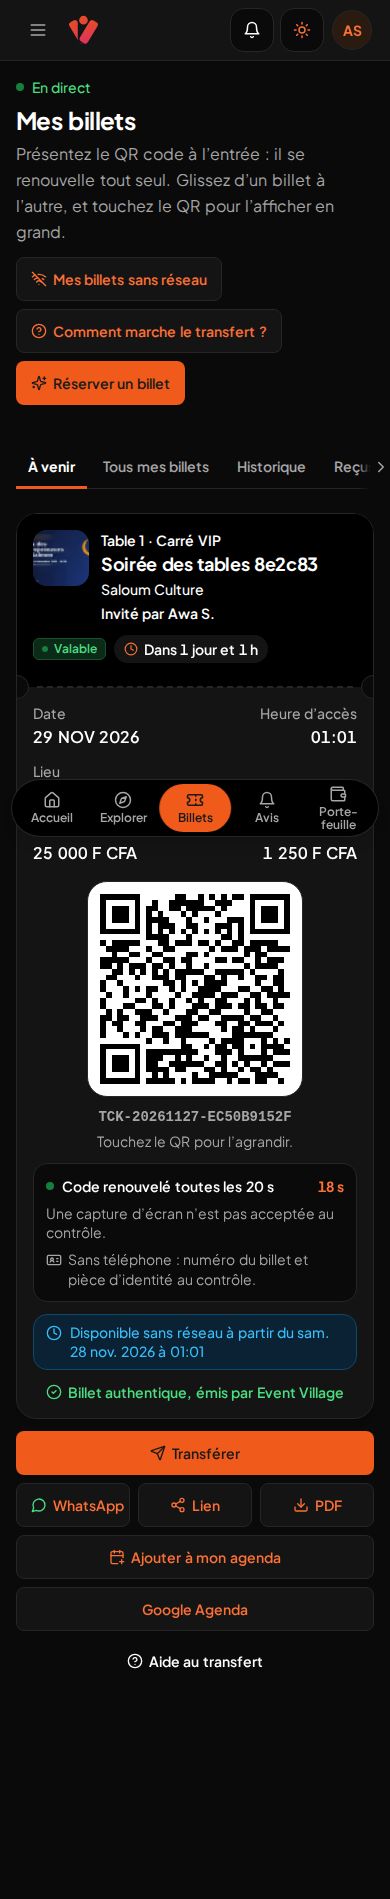 AS
En direct
Mes billets
Présentez le QR code à l’entrée : il se
renouvelle tout seul. Glissez d’un billet à
l’autre, et touchez le QR pour l’afficher en
grand.
Mes billets sans réseau
Comment marche le transfert ?
Réserver un billet
À venir
Tous mes billets
Historique
Reçus
Table 1 · Carré VIP
Soirée des tables 8e2c83
Saloum Culture
Invité par Awa S.
Valable
Dans 1 jour et 1 h
Date
Heure d’accès
29 NOV 2026
01:01
Lieu
Accueil
Explorer
Billets
Avis
Porte-
feuille
25 000 F CFA
1 250 F CFA
TCK-20261127-EC50B9152F
Touchez le QR pour l’agrandir.
Code renouvelé toutes les 20 s
18 s
Une capture d’écran n’est pas acceptée au
contrôle.
Sans téléphone : numéro du billet et
pièce d’identité au contrôle.
Disponible sans réseau à partir du sam.
28 nov. 2026 à 01:01
Billet authentique, émis par Event Village
Transférer
WhatsApp
Lien
PDF
Ajouter à mon agenda
Google Agenda
Aide au transfert